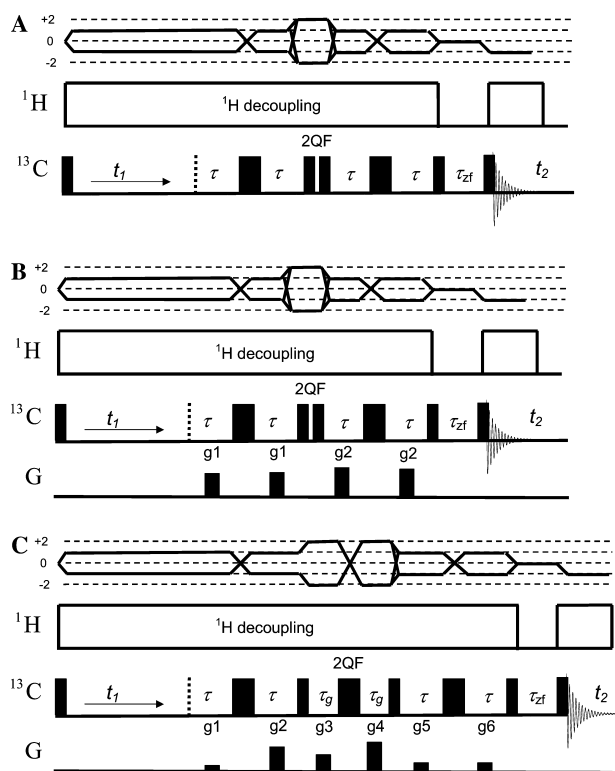 A
+2
0
-2
¹H
¹H decoupling
2QF
¹³C
t₁
τ
τ
τ
τ
τzf
t₂
B
+2
0
-2
¹H
¹H decoupling
2QF
¹³C
t₁
τ
τ
τ
τ
τzf
t₂
g1
g1
g2
g2
G
C
+2
0
-2
¹H
¹H decoupling
2QF
¹³C
t₁
τ
τ
τg
τg
τ
τ
τzf
t₂
g1
g2
g3
g4
g5
g6
G